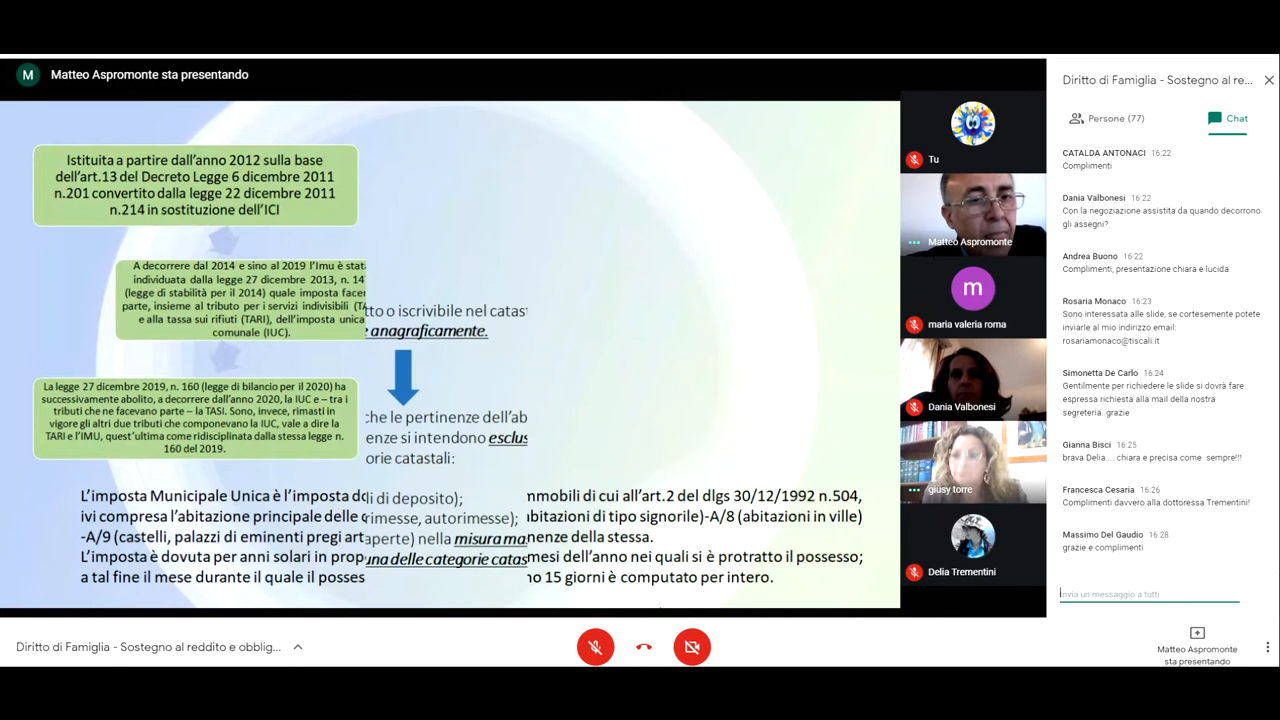 M
Matteo Aspromonte sta presentando
Istituita a partire dall'anno 2012 sulla base
dell'art.13 del Decreto Legge 6 dicembre 2011
n.201 convertito dalla legge 22 dicembre 2011
n.214 in sostituzione dell'ICI
A decorrere dal 2014 e sino al 2019 l'Imu è
individuata dalla legge 27 dicembre 2013, n.
(legge di stabilità per il 2014) quale imposta
parte, insieme al tributo per i servizi indivisibili
e alla tassa sui rifiuti (TARI), dell'imposta unica
comunale (IUC).
o iscrivibile nel
anagraficamente.
La legge 27 dicembre 2019, n. 160 (legge di bilancio per il 2020) ha
successivamente abolito, a decorrere dall'anno 2020, la IUC e – tra i
tributi che ne facevano parte – la TASI. Sono, invece, rimasti in
vigore gli altri due tributi che componevano la IUC, vale a dire la
TARI e l'IMU, quest'ultima come ridisciplinata dalla stessa legge n.
160 del 2019.
che le pertinenze
si intendono
catastali:
L'imposta Municipale Unica è l'imposta
di deposito);
di cui all'art.2 del dlgs 30/12/1992 n.504,
ivi compresa l'abitazione principale delle
rimesse, autorimesse);
di tipo signorile)-A/8 (abitazioni in ville)
-A/9 (castelli, palazzi di eminenti pregi
aperte) nella misura
della stessa.
L'imposta è dovuta per anni solari in
una delle categorie
mesi dell'anno nei quali si è protratto il possesso;
a tal fine il mese durante il quale il
15 giorni è computato per intero.
Tu
Matteo Aspromonte
m
maria valeria roma
Dania Valbonesi
giusy torre
Delia Trementini
Diritto di Famiglia - Sostegno al re...
Persone (77)
Chat
CATALDA ANTONACI 16:22
Complimenti
Dania Valbonesi 16:22
Con la negoziazione assistita da quando decorrono
gli assegni?
Andrea Buono 16:22
Complimenti, presentazione chiara e lucida
Rosaria Monaco 16:23
Sono interessata alle slide, se cortesemente potete
inviarle al mio indirizzo email:
rosariamonaco@tiscali.it
Simonetta De Carlo 16:24
Gentilmente per richiedere le slide si dovrà fare
espressa richiesta alla mail della nostra
segreteria..grazie
Gianna Bisci 16:25
brava Delia.... chiara e precisa come sempre!!!
Francesca Cesaria 16:26
Complimenti davvero alla dottoressa Trementini!
Massimo Del Gaudio 16:28
grazie e complimenti
Invia un messaggio a tutti
Diritto di Famiglia - Sostegno al reddito e obblig...
Matteo Aspromonte
sta presentando